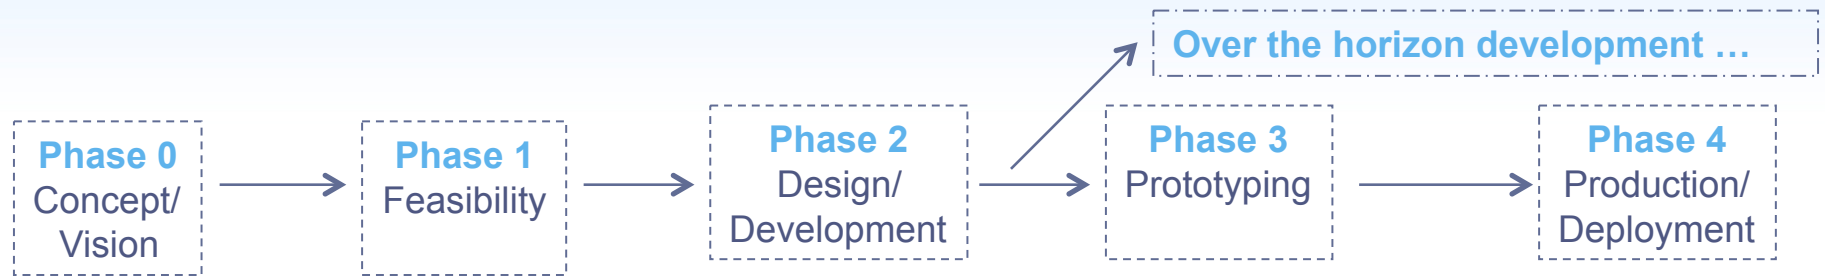 Over the horizon development …
Phase 0
Concept/
Vision
Phase 1
Feasibility
Phase 2
Design/
Development
Phase 3
Prototyping
Phase 4
Production/
Deployment